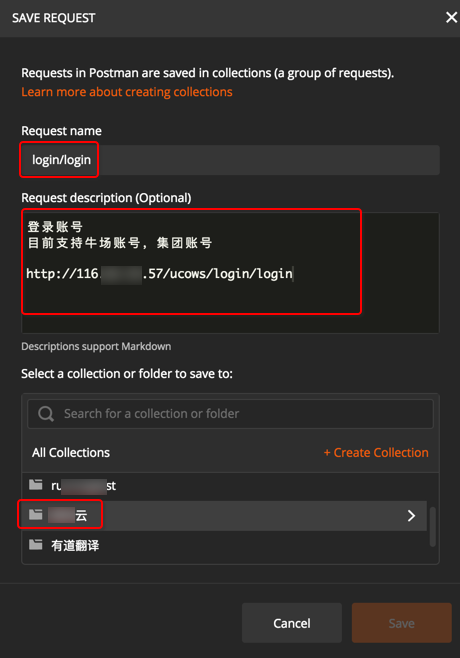 SAVE REQUEST
Requests in Postman are saved in collections (a group of requests).
Learn more about creating collections
Request name
login/login
Request description (Optional)
登录账号
目前支持牛场账号，集团账号
http://116. .57/ucows/login/login
Descriptions support Markdown
Select a collection or folder to save to:
Search for a collection or folder
All Collections
+ Create Collection
ru st
云
有道翻译
Cancel
Save